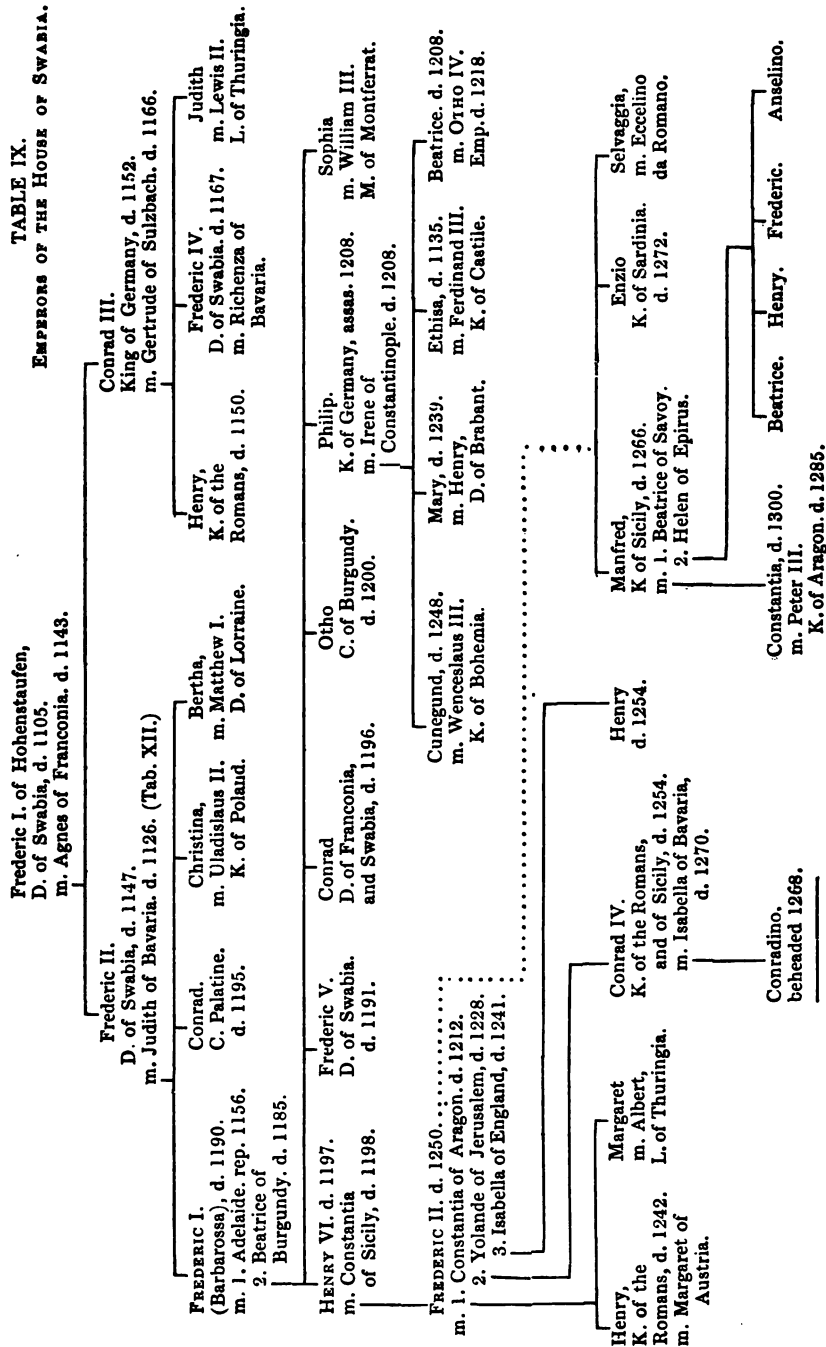 TABLE IX.
EMPERORS OF THE HOUSE OF SWABIA.
Frederic I. of Hohenstaufen,
D. of Swabia, d. 1105.
m. Agnes of Franconia. d. 1143.
Frederic II.
D. of Swabia, d. 1147.
m. Judith of Bavaria. d. 1126. (Tab. XII.)
Conrad III.
King of Germany, d. 1152.
m. Gertrude of Sulzbach. d. 1166.
FREDERIC I.
(Barbarossa), d. 1190.
m. 1. Adelaide. rep. 1156.
2. Beatrice of
Burgundy. d. 1185.
Conrad.
C. Palatine.
d. 1195.
Christina,
m. Uladislaus II.
K. of Poland.
Bertha,
m. Matthew I.
D. of Lorraine.
Henry,
K. of the
Romans, d. 1150.
Frederic IV.
D. of Swabia. d. 1167.
m. Richenza of
Bavaria.
Judith
m. Lewis II.
L. of Thuringia.
HENRY VI. d. 1197.
m. Constantia
of Sicily, d. 1198.
Frederic V.
D. of Swabia.
d. 1191.
Conrad
D. of Franconia,
and Swabia, d. 1196.
Otho
C. of Burgundy.
d. 1200.
Philip.
K. of Germany, assas. 1208.
m. Irene of
Constantinople. d. 1208.
Sophia
m. William III.
M. of Montferrat.
Cunegund, d. 1248.
m. Wenceslaus III.
K. of Bohemia.
Mary, d. 1239.
m. Henry,
D. of Brabant.
Ethisa, d. 1135.
m. Ferdinand III.
K. of Castile.
Beatrice. d. 1208.
m. OTHO IV.
Emp. d. 1218.
FREDERIC II. d. 1250.
m. 1. Constantia of Aragon. d. 1212.
2. Yolande of Jerusalem, d. 1228.
3. Isabella of England, d. 1241.
Henry,
K. of the
Romans, d. 1242.
m. Margaret of
Austria.
Margaret
m. Albert,
L. of Thuringia.
Conrad IV.
K. of the Romans,
and of Sicily, d. 1254.
m. Isabella of Bavaria,
d. 1270.
Henry
d. 1254.
Manfred,
K of Sicily, d. 1266.
m. 1. Beatrice of Savoy.
2. Helen of Epirus.
Enzio
K. of Sardinia.
d. 1272.
Selvaggia,
m. Eccelino
da Romano.
Conradino.
beheaded 1268.
Constantia, d. 1300.
m. Peter III.
K. of Aragon. d. 1285.
Beatrice.
Henry.
Frederic.
Anselino.